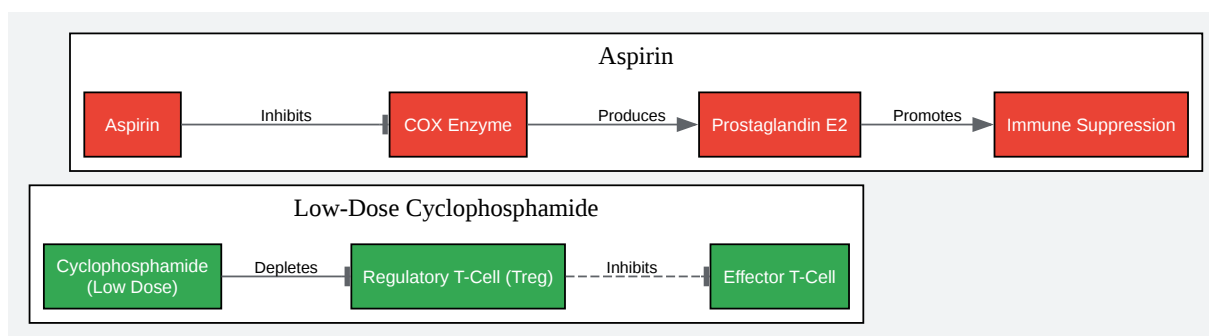 Aspirin
Aspirin
Inhibits
COX Enzyme
Produces
Prostaglandin E2
Promotes
Immune Suppression
Low-Dose Cyclophosphamide
Cyclophosphamide
(Low Dose)
Depletes
Regulatory T-Cell (Treg)
Inhibits
Effector T-Cell